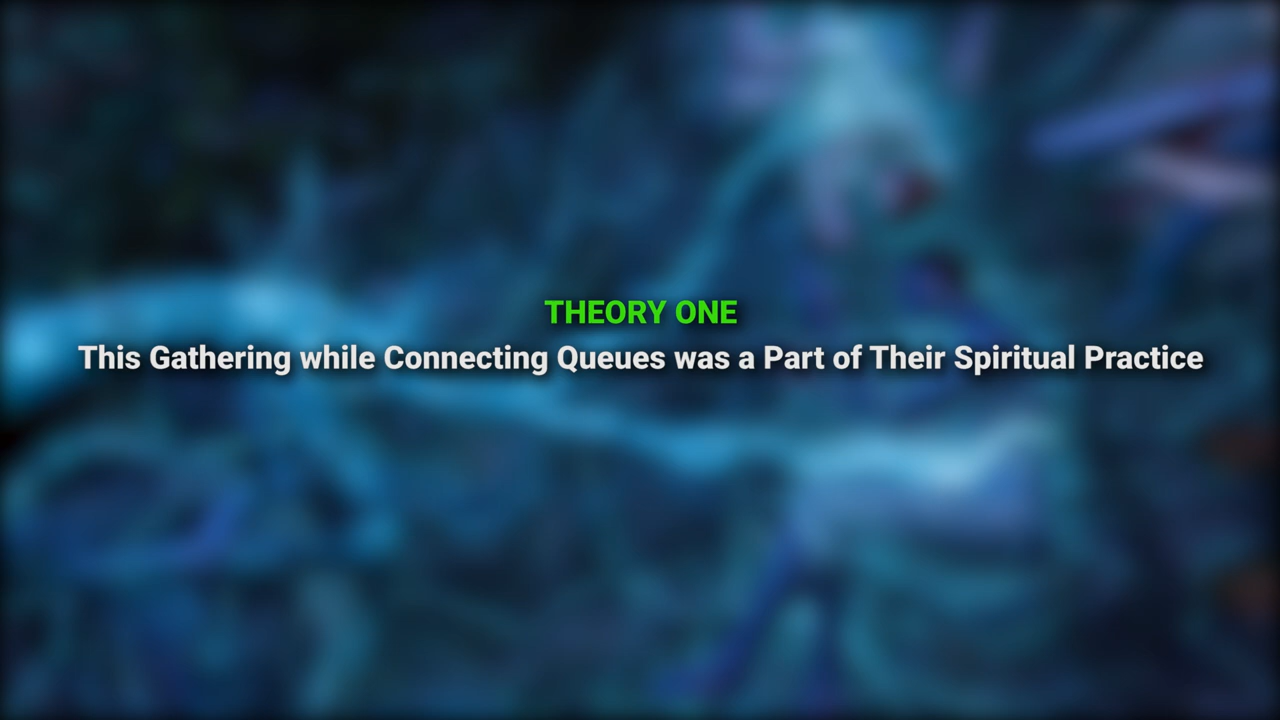 THEORY ONE
This Gathering while Connecting Queues was a Part of Their Spiritual Practice